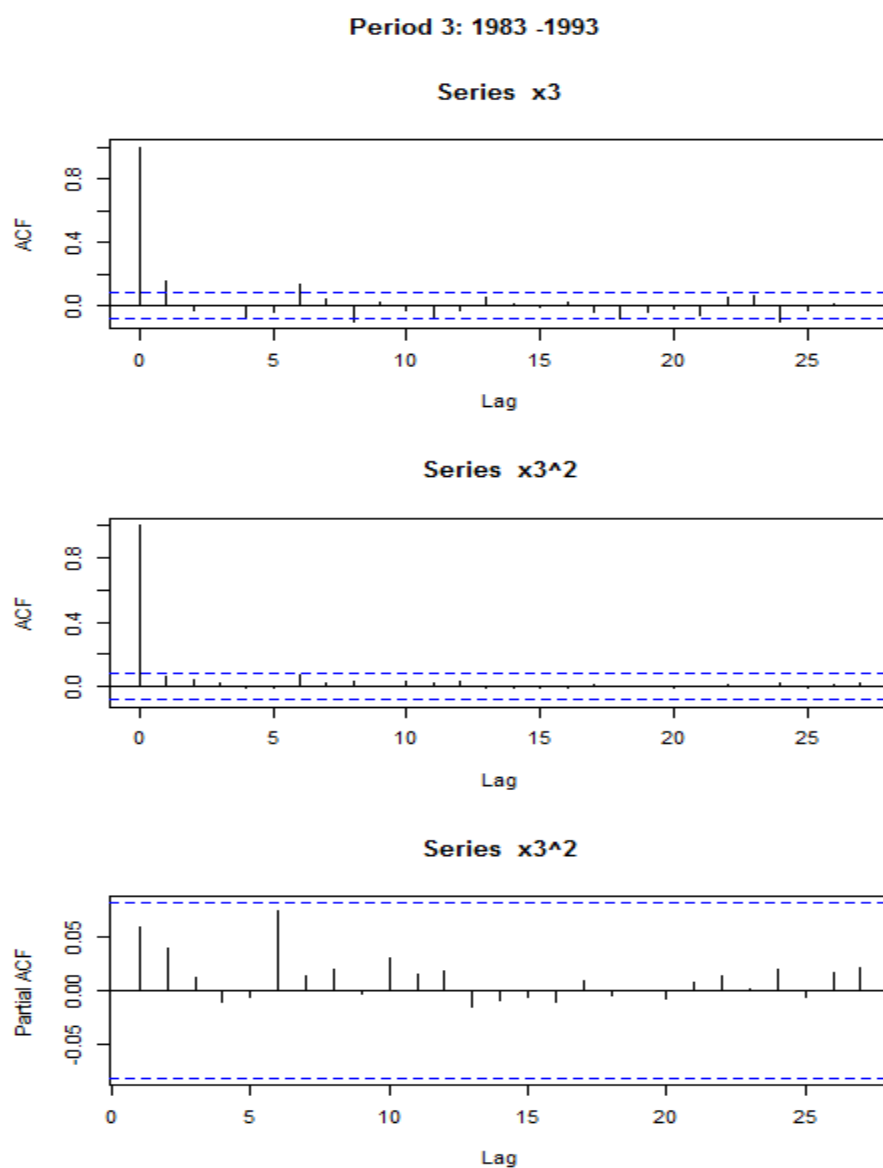 Period 3: 1983 -1993
Series x3
ACF
0.8
0.4
0.0
0 5 10 15 20 25
Lag
Series x3^2
ACF
0.8
0.4
0.0
0 5 10 15 20 25
Lag
Series x3^2
Partial ACF
0.05
0.00
-0.05
0 5 10 15 20 25
Lag